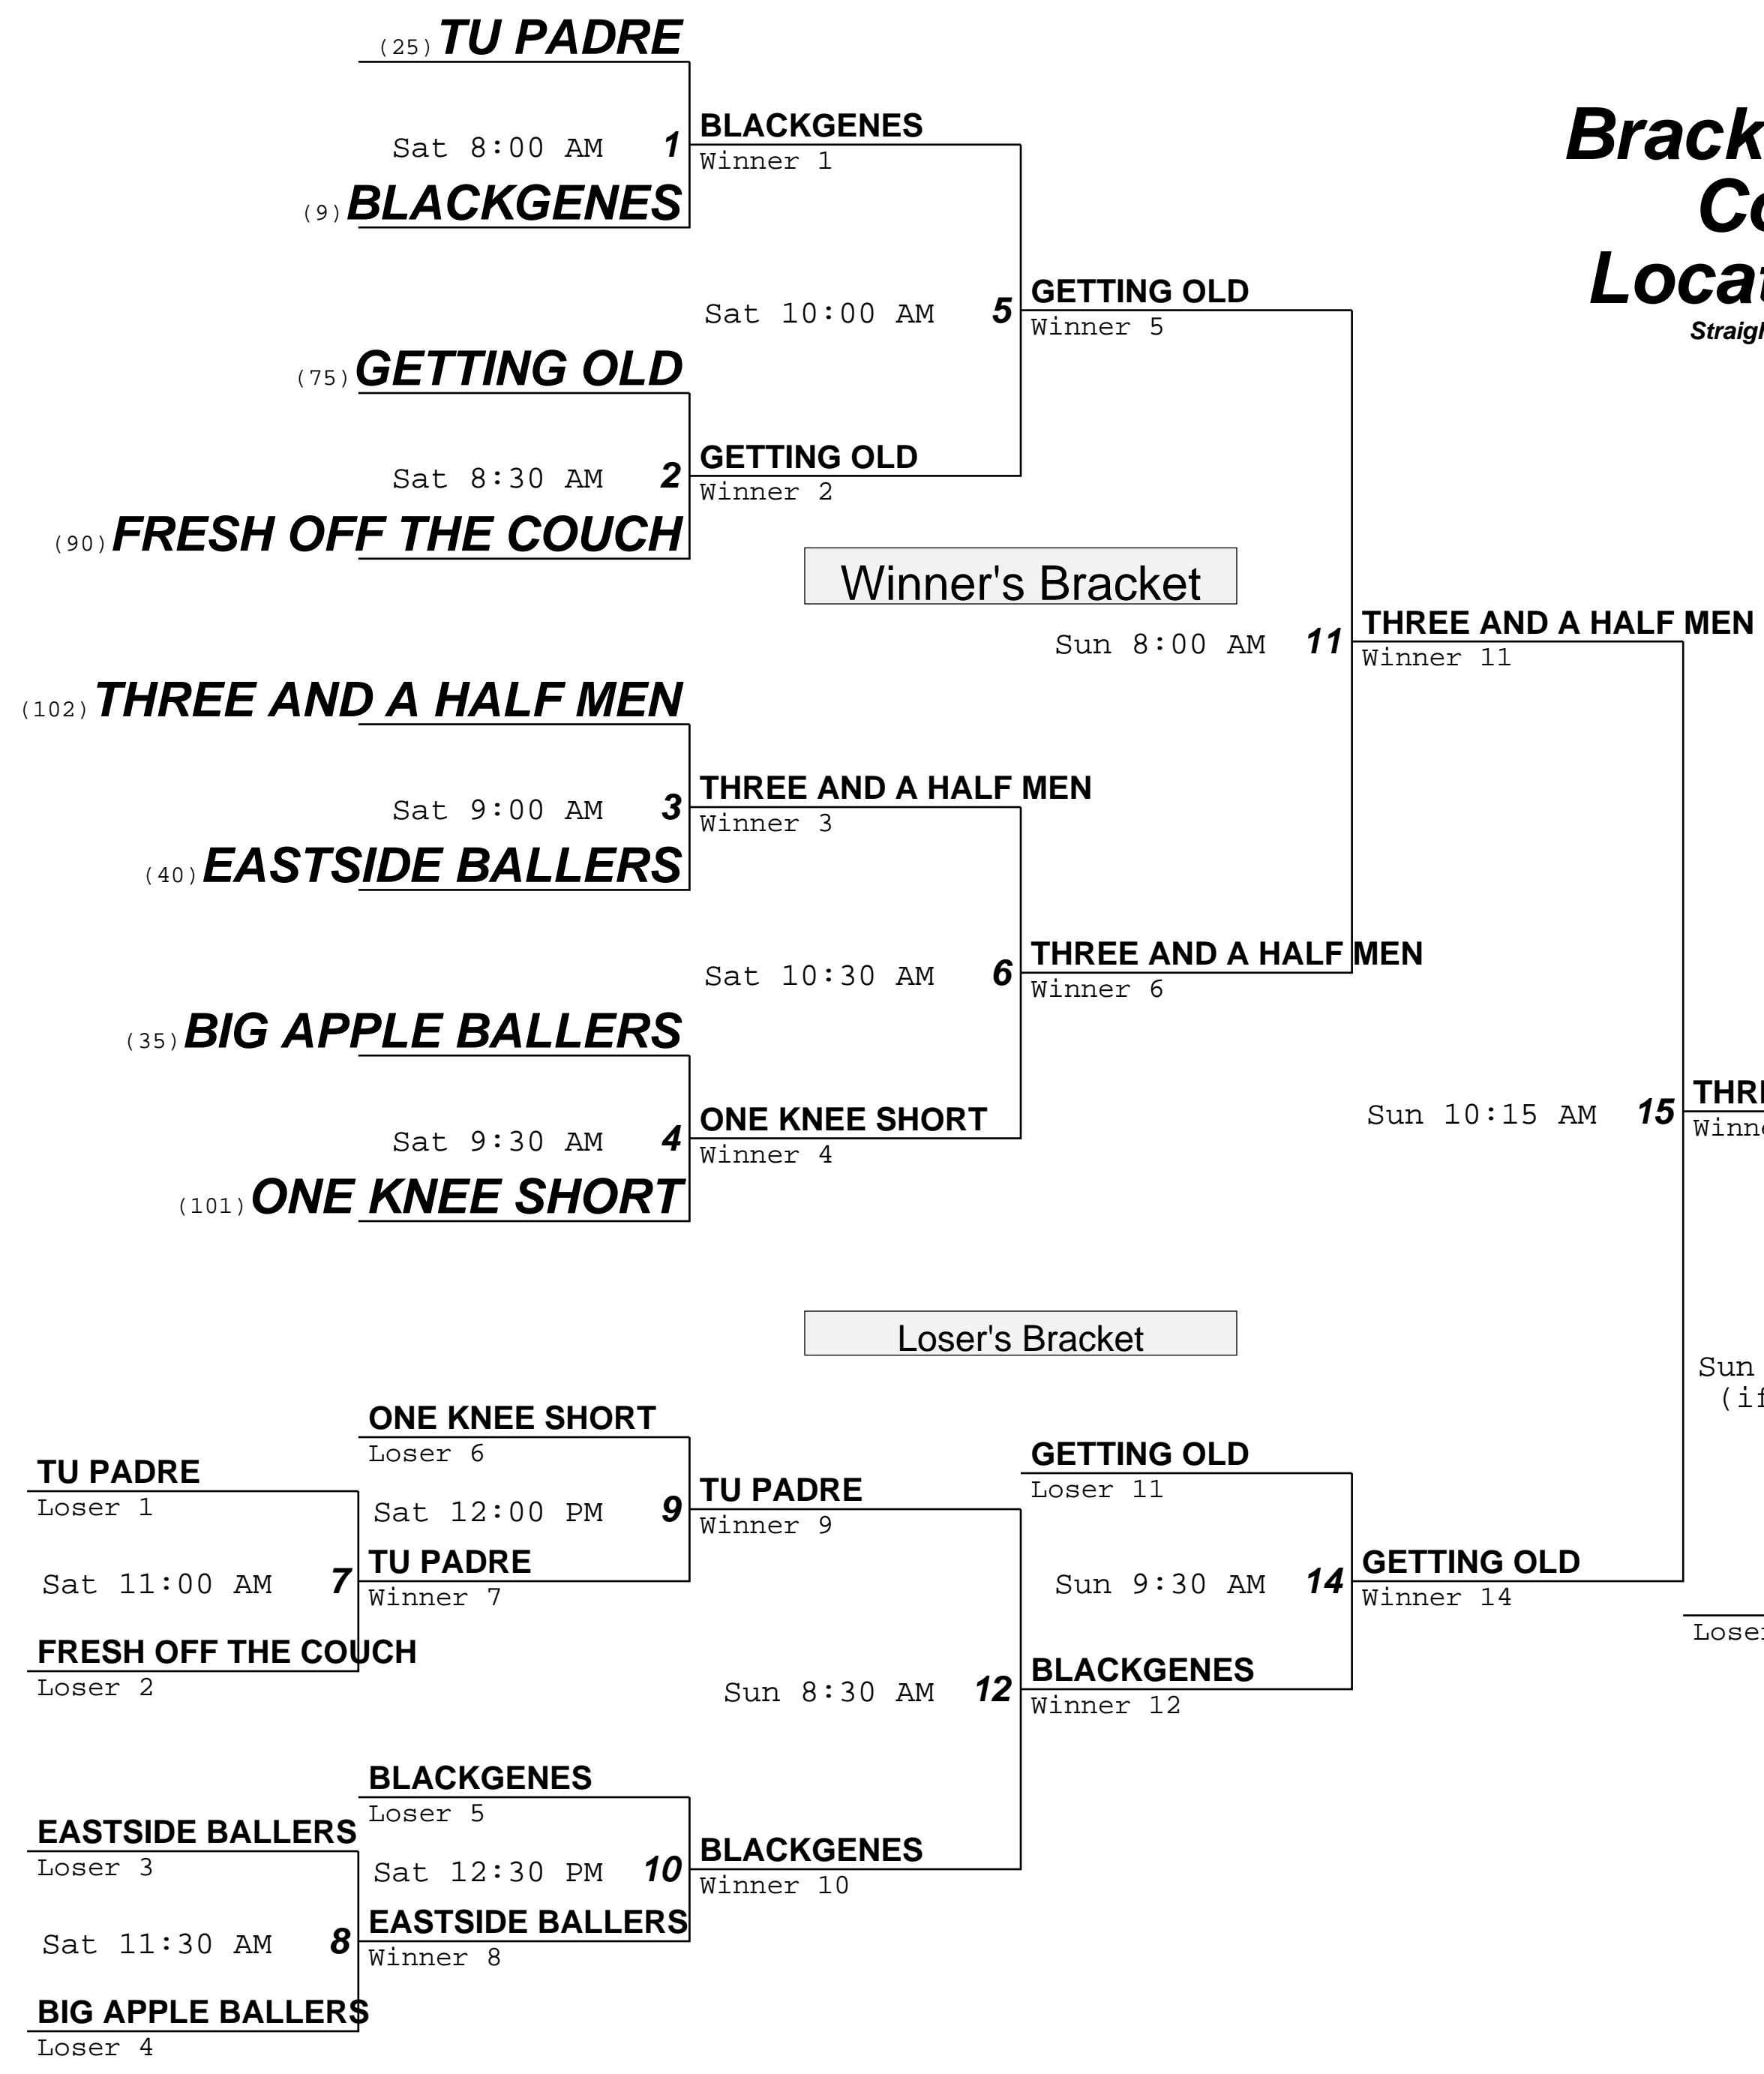 (25) TU PADRE
Sat 8:00 AM 1
BLACKGENES
Winner 1
(9) BLACKGENES
Sat 10:00 AM 5
GETTING OLD
Winner 5
(75) GETTING OLD
Sat 8:30 AM 2
GETTING OLD
Winner 2
(90) FRESH OFF THE COUCH
Winner's Bracket
Sun 8:00 AM 11
THREE AND A HALF MEN
Winner 11
(102) THREE AND A HALF MEN
Sat 9:00 AM 3
THREE AND A HALF MEN
Winner 3
(40) EASTSIDE BALLERS
Sat 10:30 AM 6
THREE AND A HALF MEN
Winner 6
(35) BIG APPLE BALLERS
Sat 9:30 AM 4
ONE KNEE SHORT
Winner 4
(101) ONE KNEE SHORT
Sun 10:15 AM 15
Loser's Bracket
Sun
ONE KNEE SHORT
Loser 6
TU PADRE
Loser 1
Sat 12:00 PM 9
TU PADRE
Winner 9
GETTING OLD
Loser 11
Sat 11:00 AM 7
TU PADRE
Winner 7
Sun 9:30 AM 14
GETTING OLD
Winner 14
FRESH OFF THE COUCH
Loser 2
Sun 8:30 AM 12
BLACKGENES
Winner 12
BLACKGENES
Loser 5
EASTSIDE BALLERS
Loser 3
Sat 12:30 PM 10
BLACKGENES
Winner 10
Sat 11:30 AM 8
EASTSIDE BALLERS
Winner 8
BIG APPLE BALLERS
Loser 4